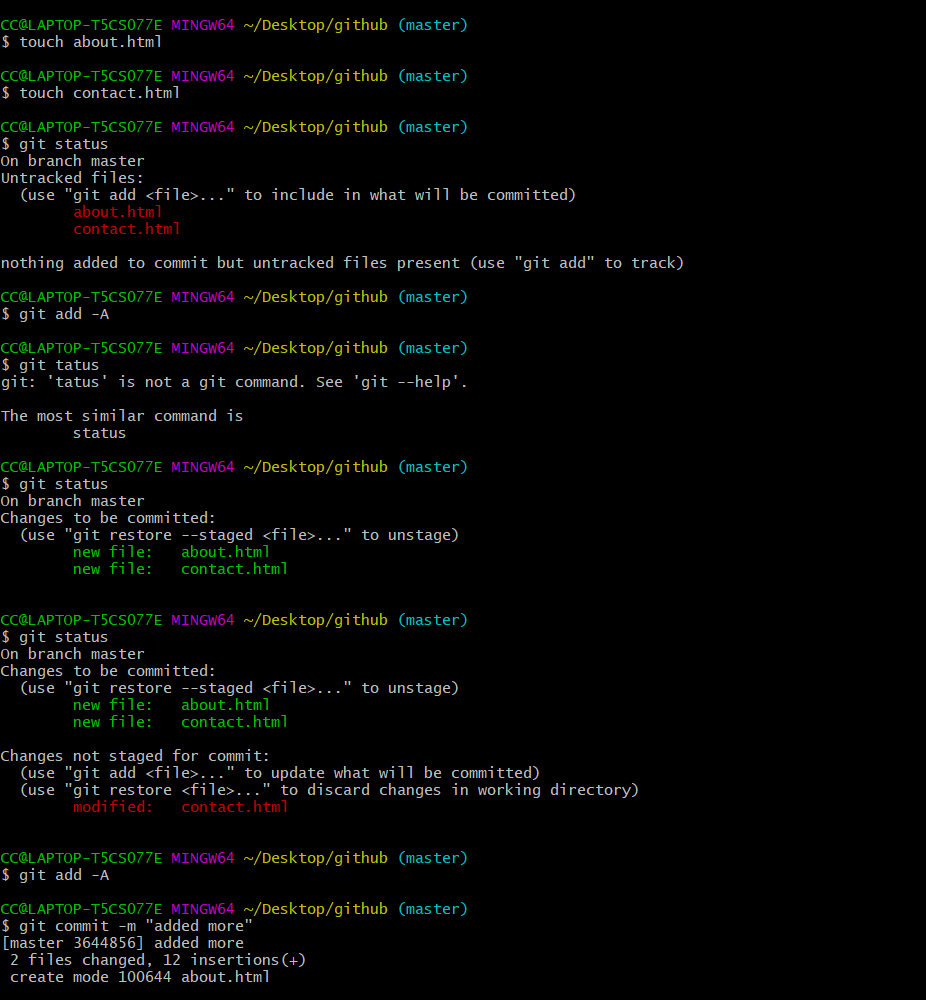 CC@LAPTOP-T5CSO77E MINGW64 ~/Desktop/github (master)
$ touch about.html
CC@LAPTOP-T5CSO77E MINGW64 ~/Desktop/github (master)
$ touch contact.html
CC@LAPTOP-T5CSO77E MINGW64 ~/Desktop/github (master)
$ git status
On branch master
Untracked files:
  (use "git add <file>..." to include in what will be committed)
        about.html
        contact.html
nothing added to commit but untracked files present (use "git add" to track)
CC@LAPTOP-T5CSO77E MINGW64 ~/Desktop/github (master)
$ git add -A
CC@LAPTOP-T5CSO77E MINGW64 ~/Desktop/github (master)
$ git tatus
git: 'tatus' is not a git command. See 'git --help'.
The most similar command is
        status
CC@LAPTOP-T5CSO77E MINGW64 ~/Desktop/github (master)
$ git status
On branch master
Changes to be committed:
  (use "git restore --staged <file>..." to unstage)
        new file:   about.html
        new file:   contact.html
CC@LAPTOP-T5CSO77E MINGW64 ~/Desktop/github (master)
$ git status
On branch master
Changes to be committed:
  (use "git restore --staged <file>..." to unstage)
        new file:   about.html
        new file:   contact.html
Changes not staged for commit:
  (use "git add <file>..." to update what will be committed)
  (use "git restore <file>..." to discard changes in working directory)
        modified:   contact.html
CC@LAPTOP-T5CSO77E MINGW64 ~/Desktop/github (master)
$ git add -A
CC@LAPTOP-T5CSO77E MINGW64 ~/Desktop/github (master)
$ git commit -m "added more"
[master 3644856] added more
 2 files changed, 12 insertions(+)
 create mode 100644 about.html